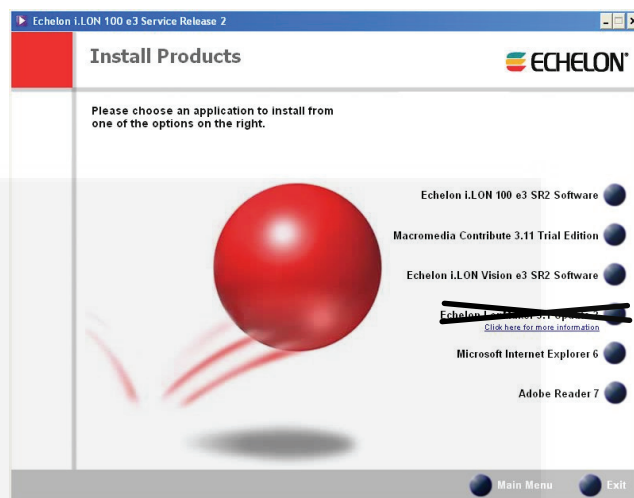 Echelon i.LON 100 e3 Service Release 2
Install Products
ECHELON
Please choose an application to install from
one of the options on the right.
Echelon i.LON 100 e3 SR2 Software
Macromedia Contribute 3.11 Trial Edition
Echelon i.LON Vision e3 SR2 Software
Echelon 3.1 Update
Click here for more information
Microsoft Internet Explorer 6
Adobe Reader 7
Main Menu
Exit